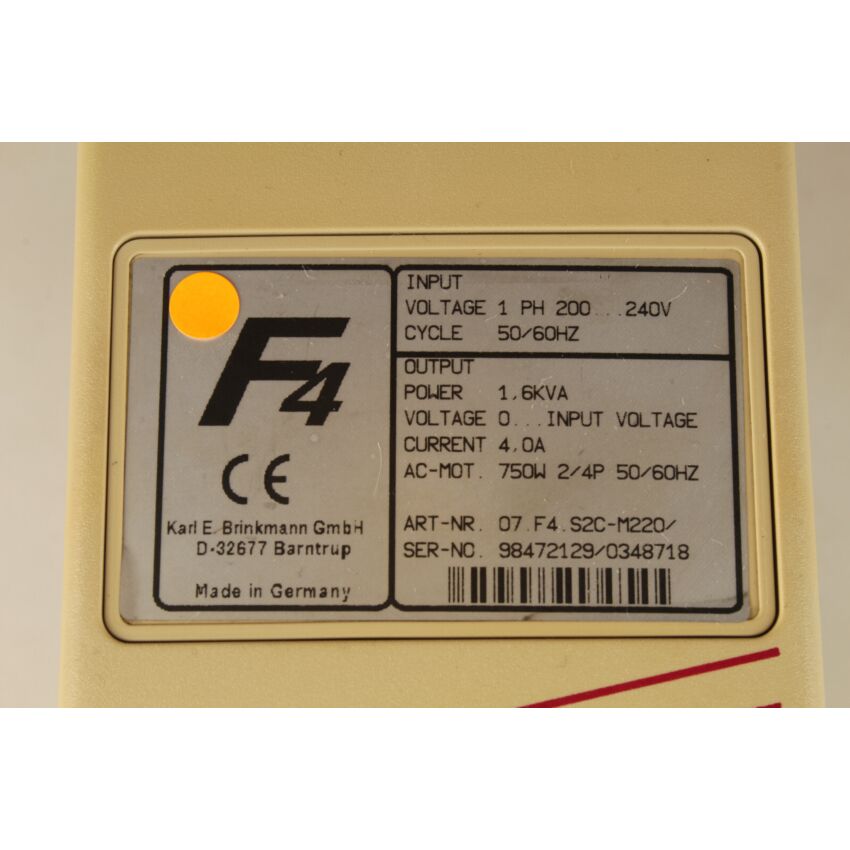 F4
CE
Karl E. Brinkmann GmbH
D-32677 Barntrup
Made in Germany
INPUT
VOLTAGE 1 PH 200...240V
CYCLE 50/60HZ
OUTPUT
POWER 1,6KVA
VOLTAGE 0...INPUT VOLTAGE
CURRENT 4,0A
AC-MOT. 750W 2/4P 50/60HZ
ART-NR. 07.F4.S2C-M220/
SER-NO. 98472129/0348718